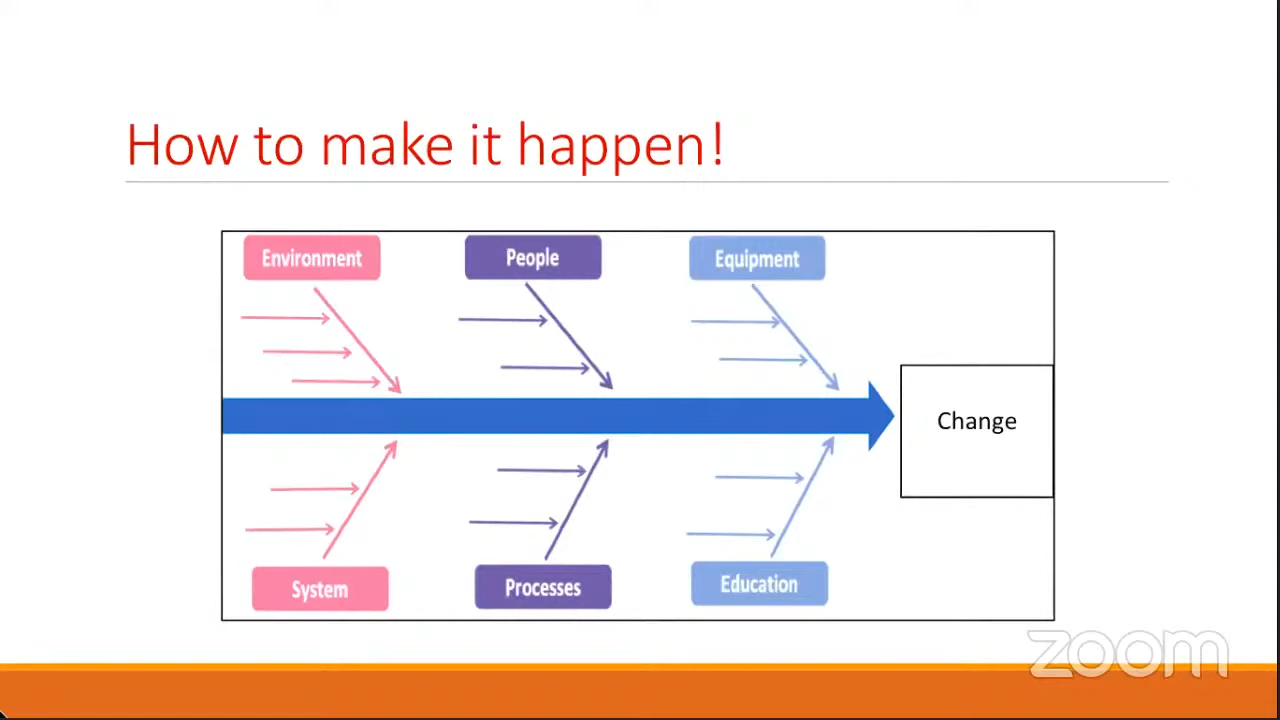 How to make it happen!
Environment
People
Equipment
Change
System
Processes
Education
zoom